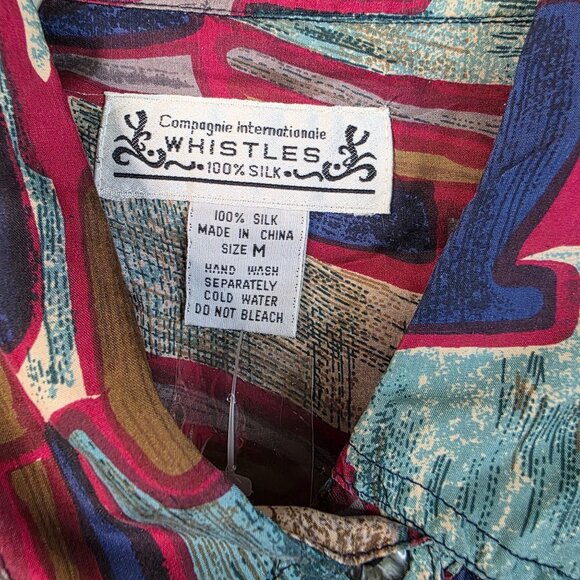 Compagnie Internationale
WHISTLES
100% SILK
100% SILK
MADE IN CHINA
SIZE M
HAND WASH
SEPARATELY
COLD WATER
DO NOT BLEACH